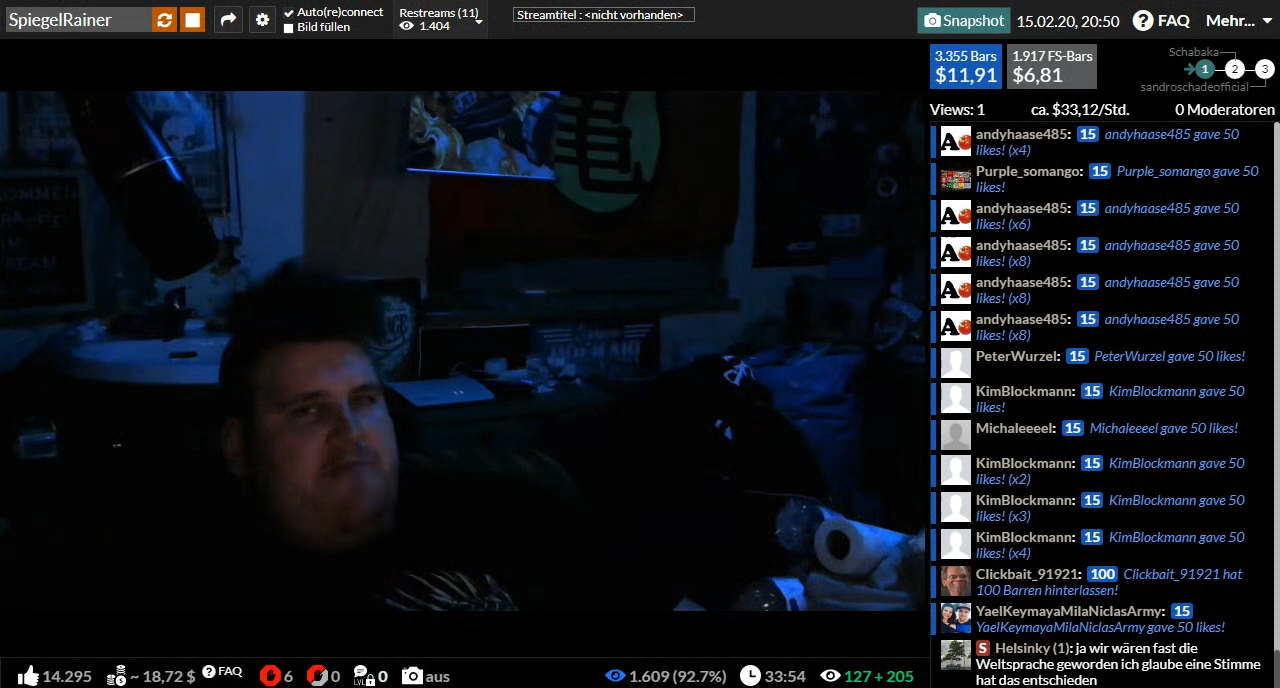 SpiegelRainer
Auto(re)connect
Bild füllen
Restreams (11)
1.404
Streamtitel : <nicht vorhanden>
Snapshot
15.02.20, 20:50
FAQ
Mehr...
3.355 Bars
$11,91
1.917 FS-Bars
$6,81
Schabaka
1 2 3
sandroschadeofficial
Views: 1 ca. $33,12/Std. 0 Moderatoren
andyhaase485: 15 andyhaase485 gave 50
likes! (x4)
Purple_somango: 15 Purple_somango gave 50
likes!
andyhaase485: 15 andyhaase485 gave 50
likes! (x6)
andyhaase485: 15 andyhaase485 gave 50
likes! (x8)
andyhaase485: 15 andyhaase485 gave 50
likes! (x8)
andyhaase485: 15 andyhaase485 gave 50
likes! (x8)
PeterWurzel: 15 PeterWurzel gave 50 likes!
KimBlockmann: 15 KimBlockmann gave 50
likes!
Michaleeeel: 15 Michaleeeel gave 50 likes!
KimBlockmann: 15 KimBlockmann gave 50
likes! (x2)
KimBlockmann: 15 KimBlockmann gave 50
likes! (x3)
KimBlockmann: 15 KimBlockmann gave 50
likes! (x4)
Clickbait_91921: 100 Clickbait_91921 hat
100 Barren hinterlassen!
YaelKeymayaMilaNiclasArmy: 15
YaelKeymayaMilaNiclasArmy gave 50 likes!
S Helsinky (1): ja wir wären fast die
Weltsprache geworden ich glaube eine Stimme
hat das entschieden
14.295 ~ 18,72 $ FAQ 6 0 LVL 0 aus 1.609 (92.7%) 33:54 127 + 205